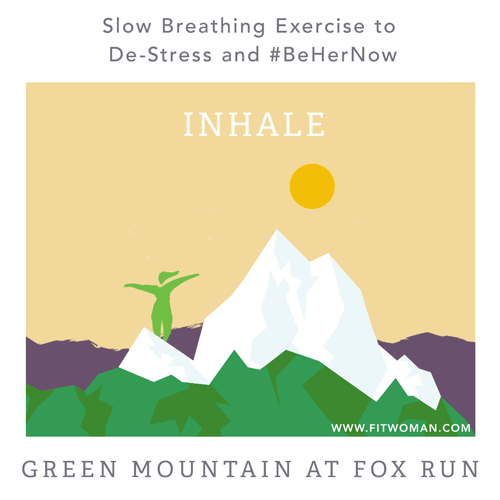 Slow Breathing Exercise to
De-Stress and #BeHerNow
INHALE
WWW.FITWOMAN.COM
GREEN MOUNTAIN AT FOX RUN